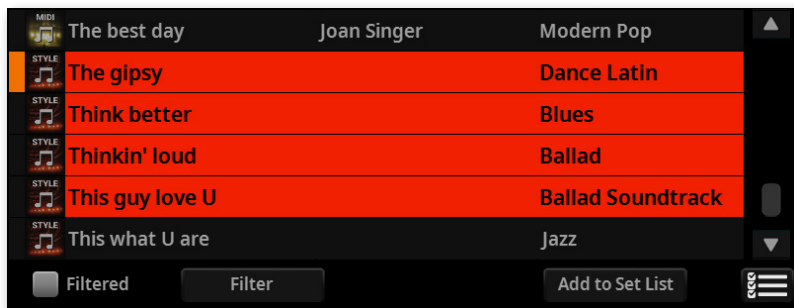 MIDI The best day Joan Singer Modern Pop
STYLE The gipsy Dance Latin
STYLE Think better Blues
STYLE Thinkin' loud Ballad
STYLE This guy love U Ballad Soundtrack
STYLE This what U are Jazz
Filtered Filter Add to Set List